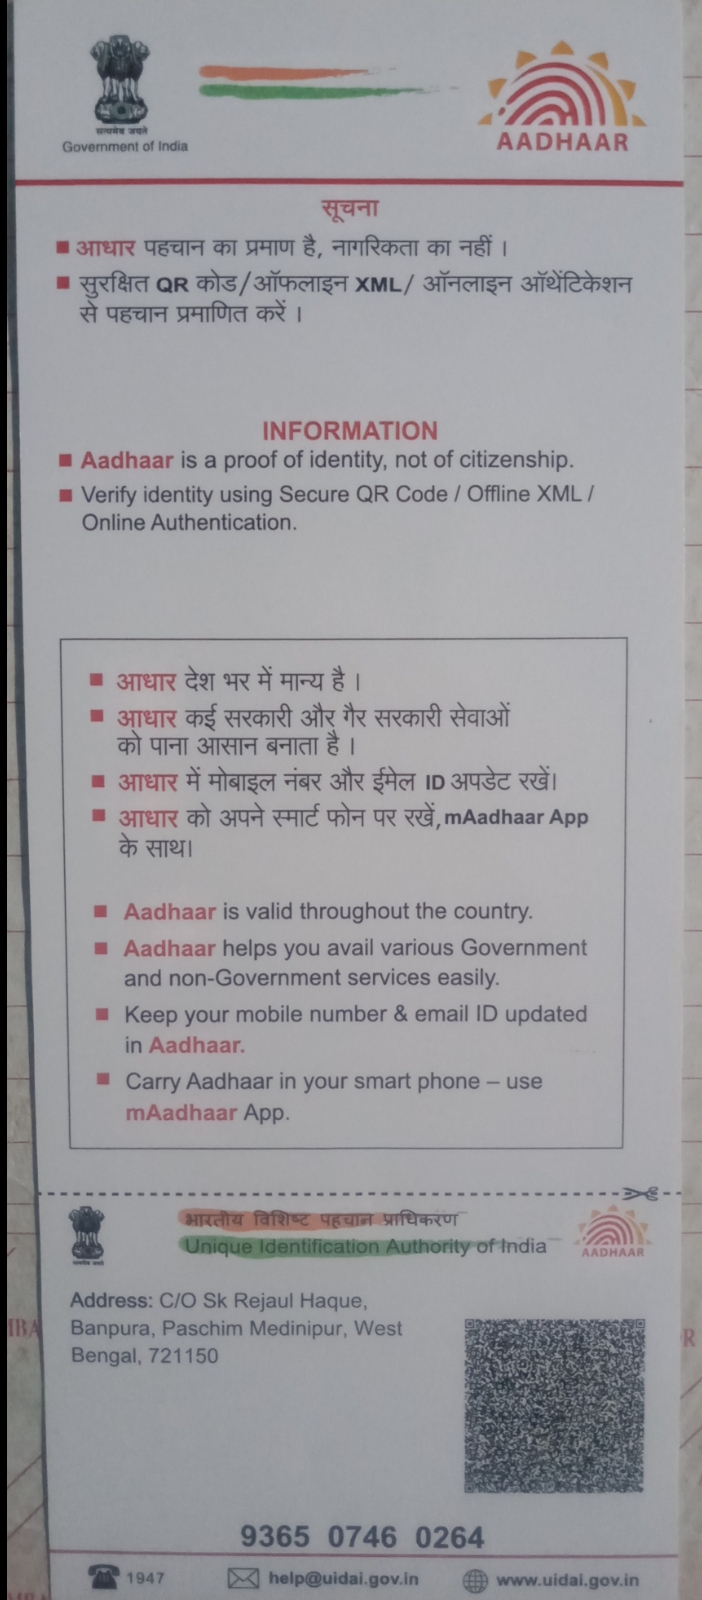 सत्यमेव जयते
Government of India
AADHAAR
सूचना
■ आधार पहचान का प्रमाण है, नागरिकता का नहीं ।
■ सुरक्षित QR कोड/ऑफलाइन XML/ ऑनलाइन ऑथेंटिकेशन
से पहचान प्रमाणित करें ।
INFORMATION
■ Aadhaar is a proof of identity, not of citizenship.
■ Verify identity using Secure QR Code / Offline XML /
Online Authentication.
■ आधार देश भर में मान्य है ।
■ आधार कई सरकारी और गैर सरकारी सेवाओं
को पाना आसान बनाता है ।
■ आधार में मोबाइल नंबर और ईमेल ID अपडेट रखें।
■ आधार को अपने स्मार्ट फोन पर रखें, mAadhaar App
के साथ।
■ Aadhaar is valid throughout the country.
■ Aadhaar helps you avail various Government
and non-Government services easily.
■ Keep your mobile number & email ID updated
in Aadhaar.
■ Carry Aadhaar in your smart phone – use
mAadhaar App.
भारतीय विशिष्ट पहचान प्राधिकरण
Unique Identification Authority of India
AADHAAR
Address: C/O Sk Rejaul Haque,
Banpura, Paschim Medinipur, West
Bengal, 721150
9365 0746 0264
1947
help@uidai.gov.in
www.uidai.gov.in